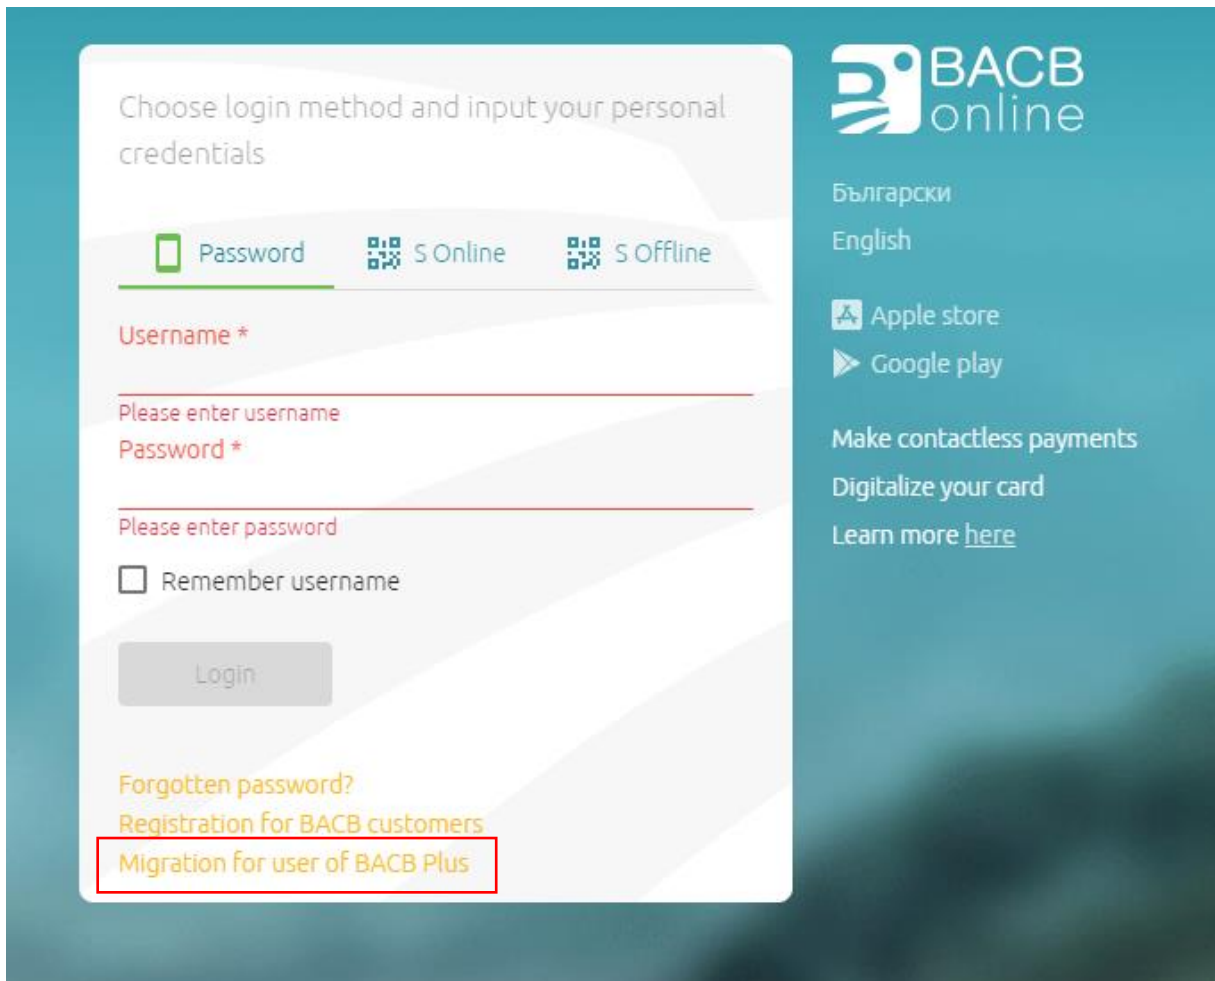 Choose login method and input your personal
credentials
Password
S Online
S Offline
Username *
Please enter username
Password *
Please enter password
Remember username
Login
Forgotten password?
Registration for BACB customers
Migration for user of BACB Plus
BACB
online
Български
English
Apple store
Google play
Make contactless payments
Digitalize your card
Learn more here